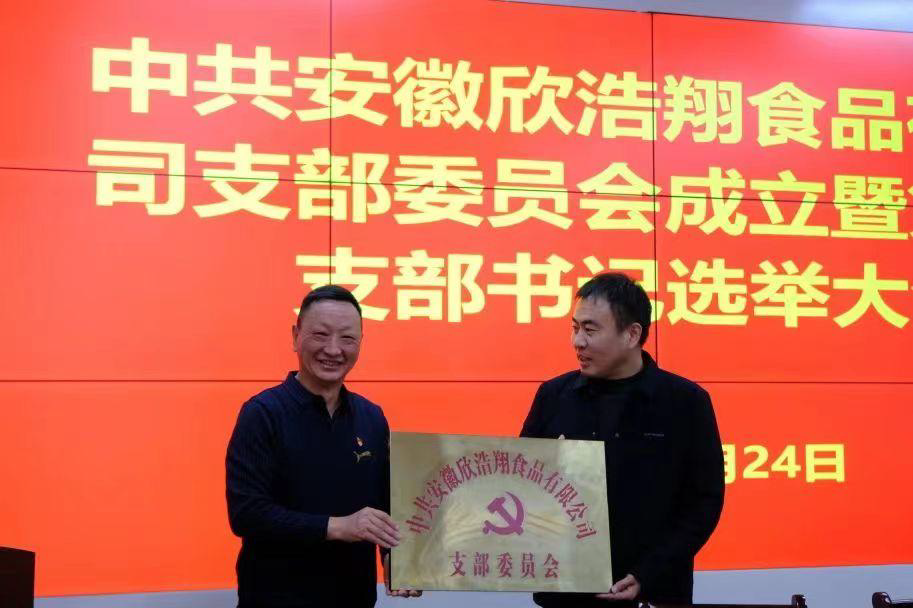 中共安徽欣浩翔食品
司支部委员会成立暨
支部书记选举大
月24日
中共安徽欣浩翔食品有限公司
支部委员会